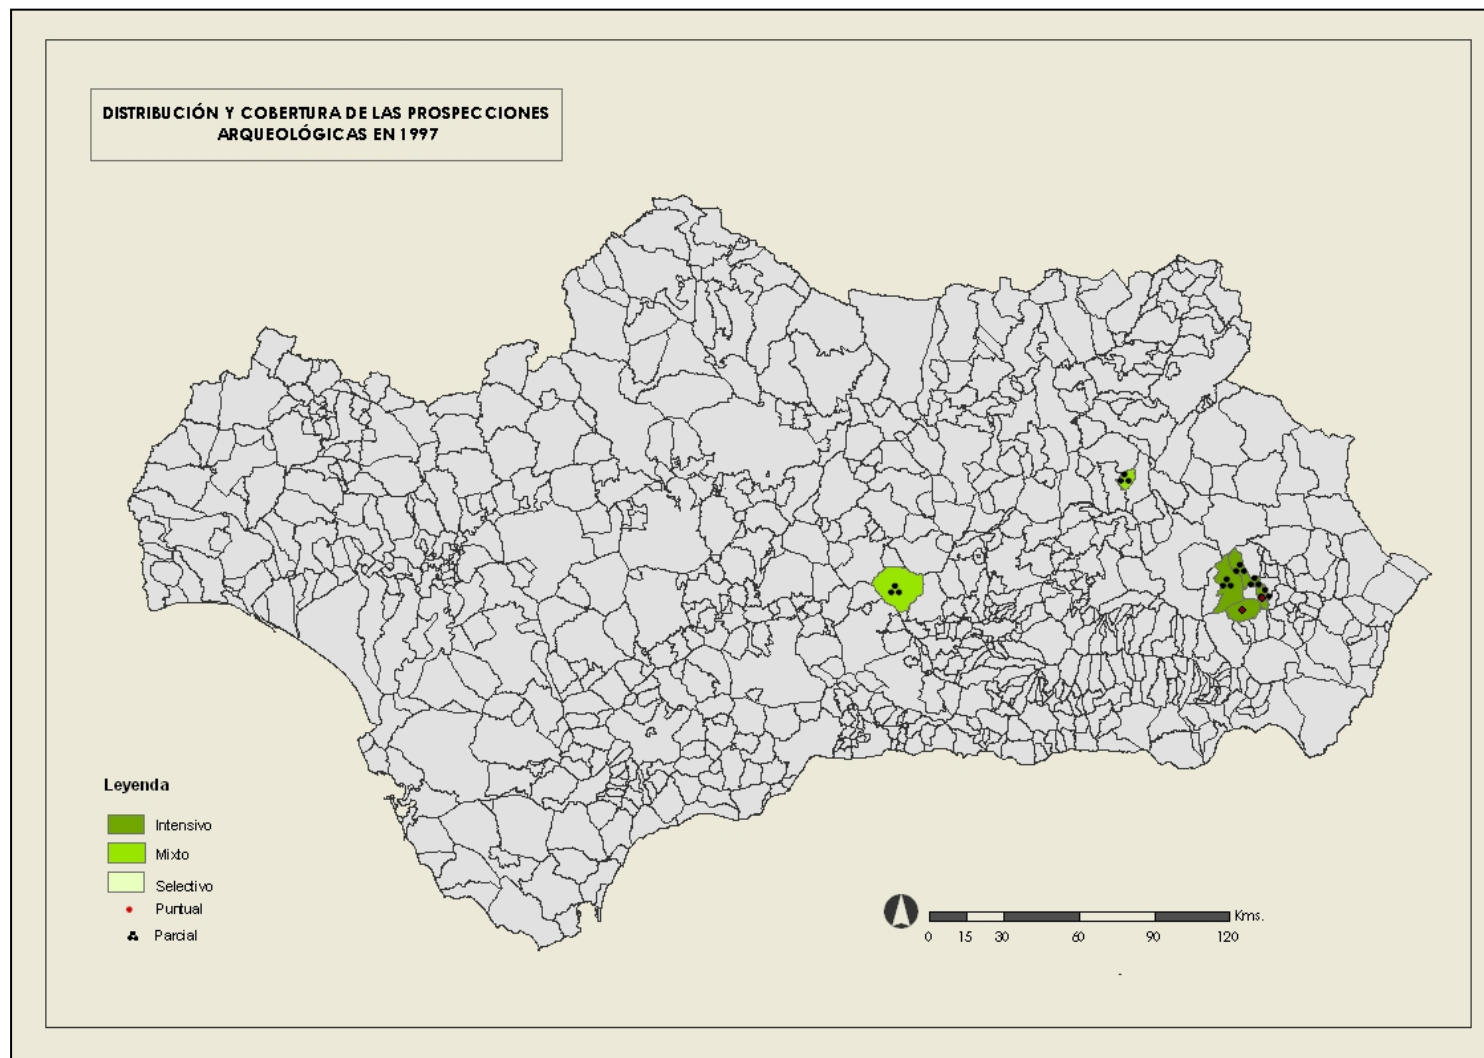 DISTRIBUCIÓN Y COBERTURA DE LAS PROSPECCIONES
ARQUEOLÓGICAS EN 1997
Leyenda
Intensivo
Mixto
Selectivo
Puntual
Parcial
Kms.
0 15 30 60 90 120